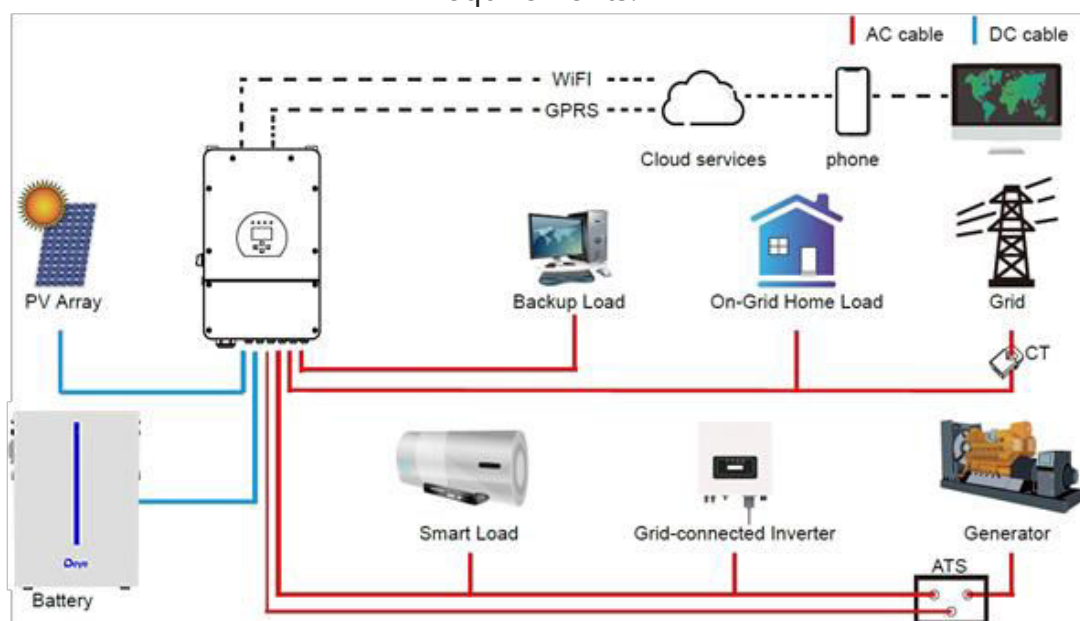 AC cable
DC cable
WiFI
GPRS
Cloud services
phone
PV Array
Backup Load
On-Grid Home Load
Grid
CT
Smart Load
Grid-connected Inverter
Generator
ATS
Deye
Battery